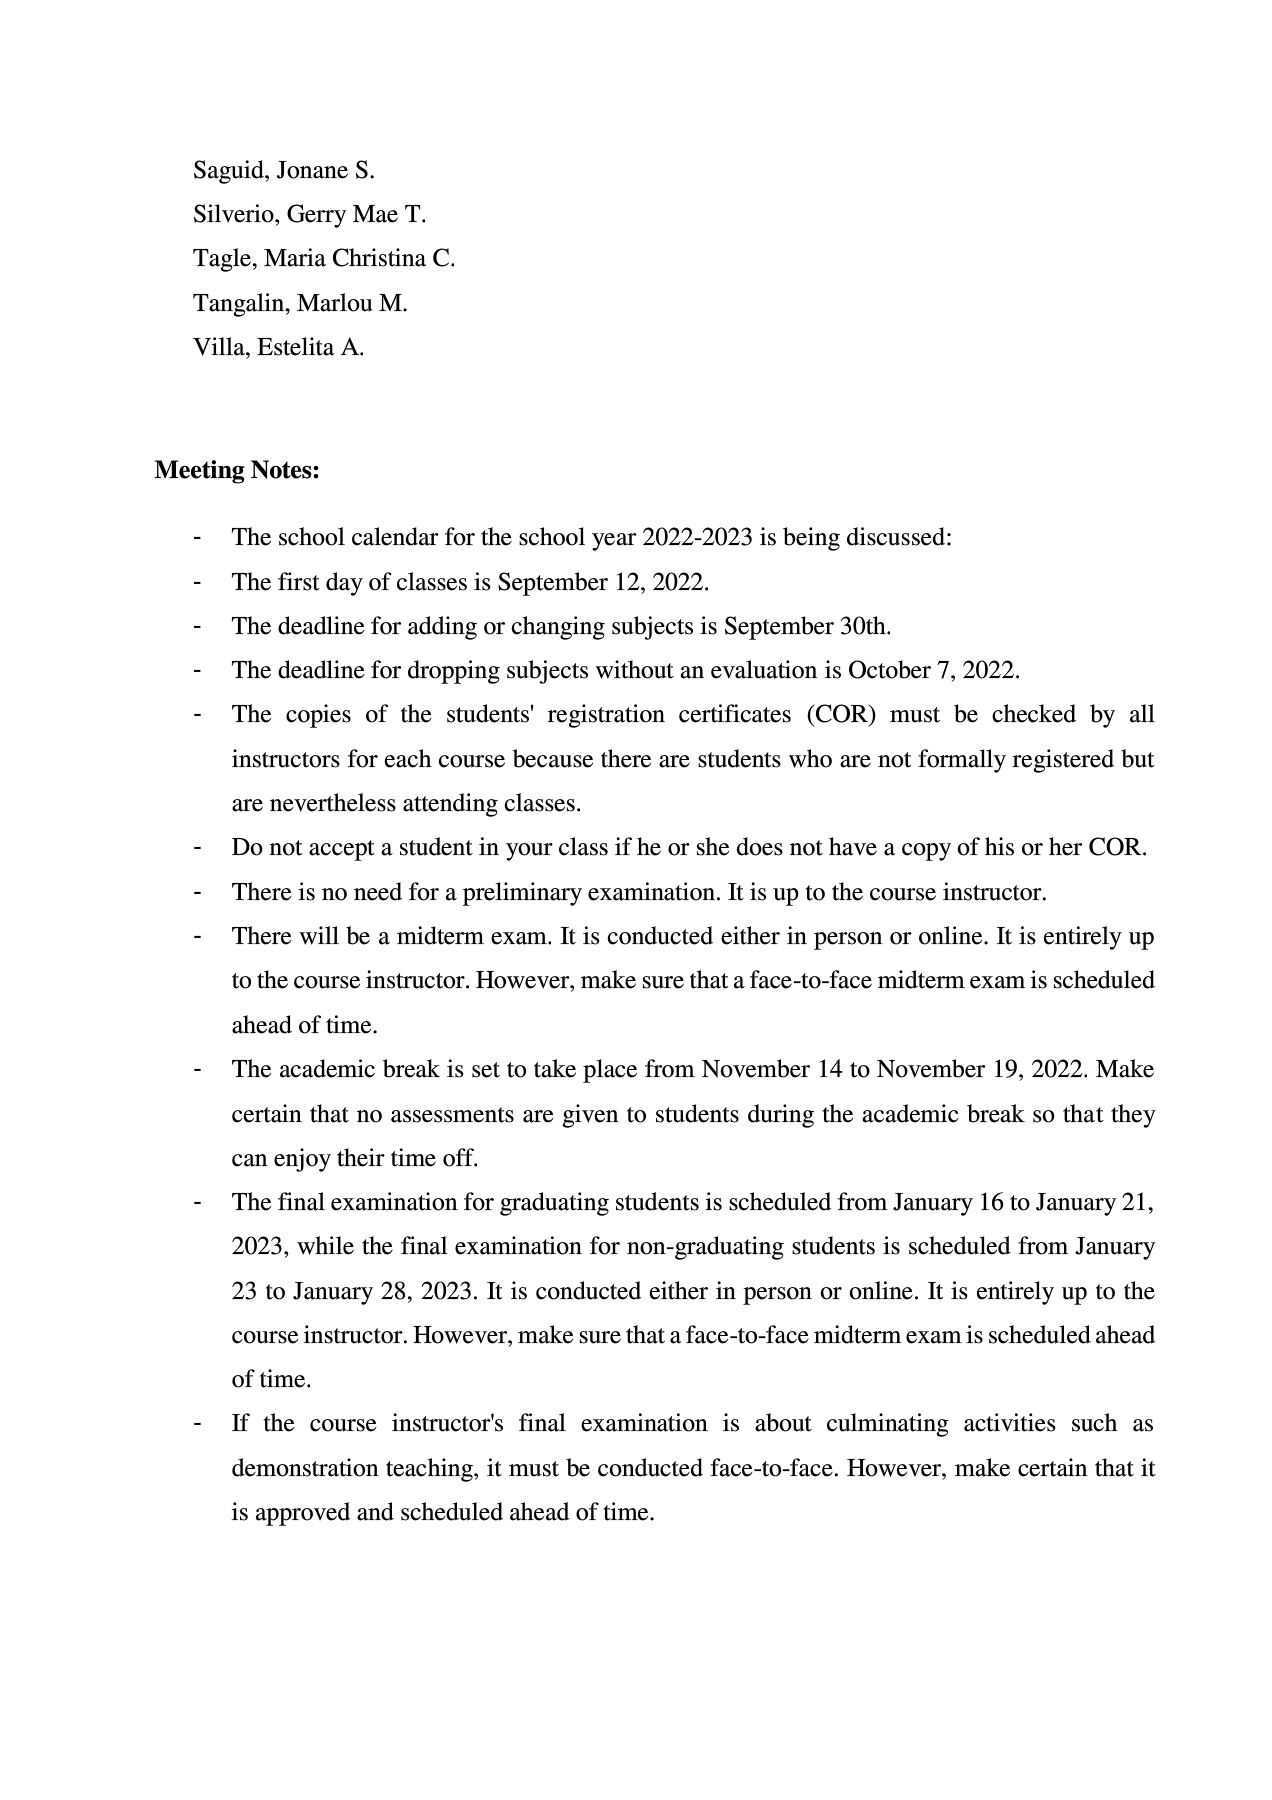 Saguid, Jonane S.
Silverio, Gerry Mae T.
Tagle, Maria Christina C.
Tangalin, Marlou M.
Villa, Estelita A.
Meeting Notes:
- The school calendar for the school year 2022-2023 is being discussed:
- The first day of classes is September 12, 2022.
- The deadline for adding or changing subjects is September 30th.
- The deadline for dropping subjects without an evaluation is October 7, 2022.
- The copies of the students' registration certificates (COR) must be checked by all
instructors for each course because there are students who are not formally registered but
are nevertheless attending classes.
- Do not accept a student in your class if he or she does not have a copy of his or her COR.
- There is no need for a preliminary examination. It is up to the course instructor.
- There will be a midterm exam. It is conducted either in person or online. It is entirely up
to the course instructor. However, make sure that a face-to-face midterm exam is scheduled
ahead of time.
- The academic break is set to take place from November 14 to November 19, 2022. Make
certain that no assessments are given to students during the academic break so that they
can enjoy their time off.
- The final examination for graduating students is scheduled from January 16 to January 21,
2023, while the final examination for non-graduating students is scheduled from January
23 to January 28, 2023. It is conducted either in person or online. It is entirely up to the
course instructor. However, make sure that a face-to-face midterm exam is scheduled ahead
of time.
- If the course instructor's final examination is about culminating activities such as
demonstration teaching, it must be conducted face-to-face. However, make certain that it
is approved and scheduled ahead of time.